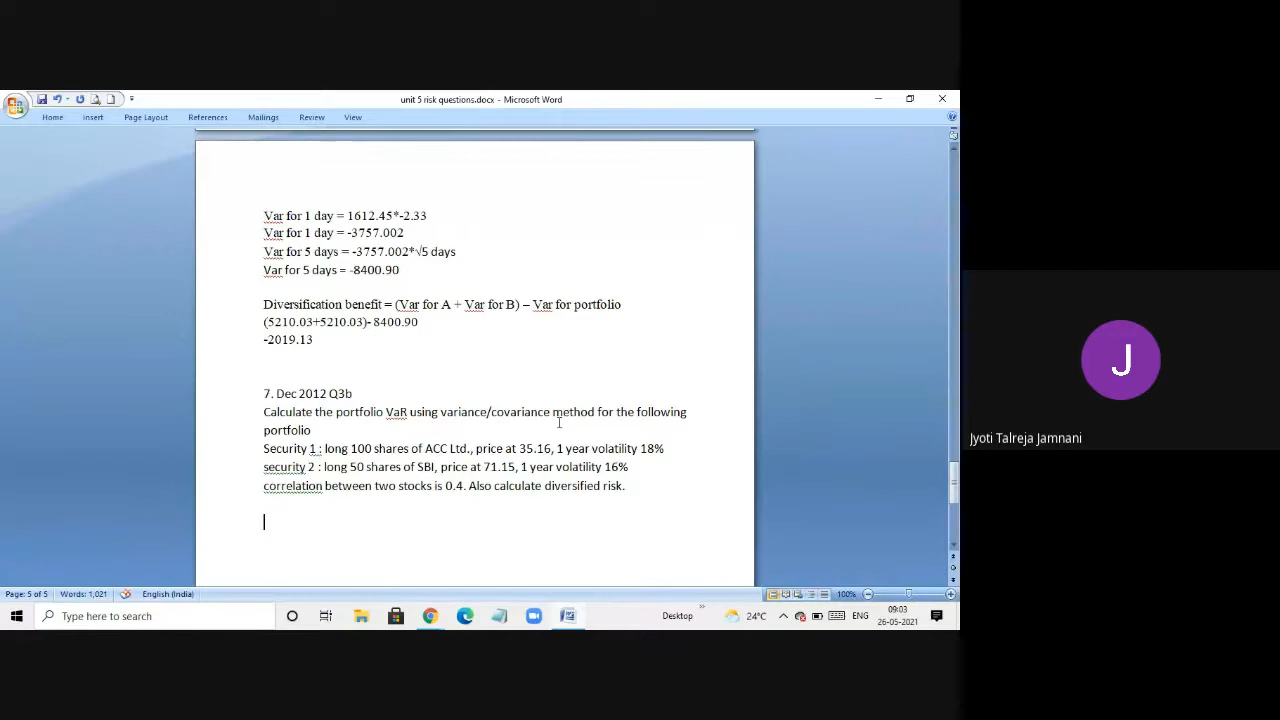 unit 5 risk questions.docx - Microsoft Word
Home Insert Page Layout References Mailings Review View
Var for 1 day = 1612.45*-2.33
Var for 1 day = -3757.002
Var for 5 days = -3757.002*√5 days
Var for 5 days = -8400.90
Diversification benefit = (Var for A + Var for B) – Var for portfolio
(5210.03+5210.03)- 8400.90
-2019.13
7. Dec 2012 Q3b
Calculate the portfolio VaR using variance/covariance method for the following
portfolio
Security 1 : long 100 shares of ACC Ltd., price at 35.16, 1 year volatility 18%
security 2 : long 50 shares of SBI, price at 71.15, 1 year volatility 16%
correlation between two stocks is 0.4. Also calculate diversified risk.
J
Jyoti Talreja Jamnani
Page: 5 of 5 Words: 1,021 English (India) 100%
Type here to search Desktop 24°C ENG 09:03
26-05-2021